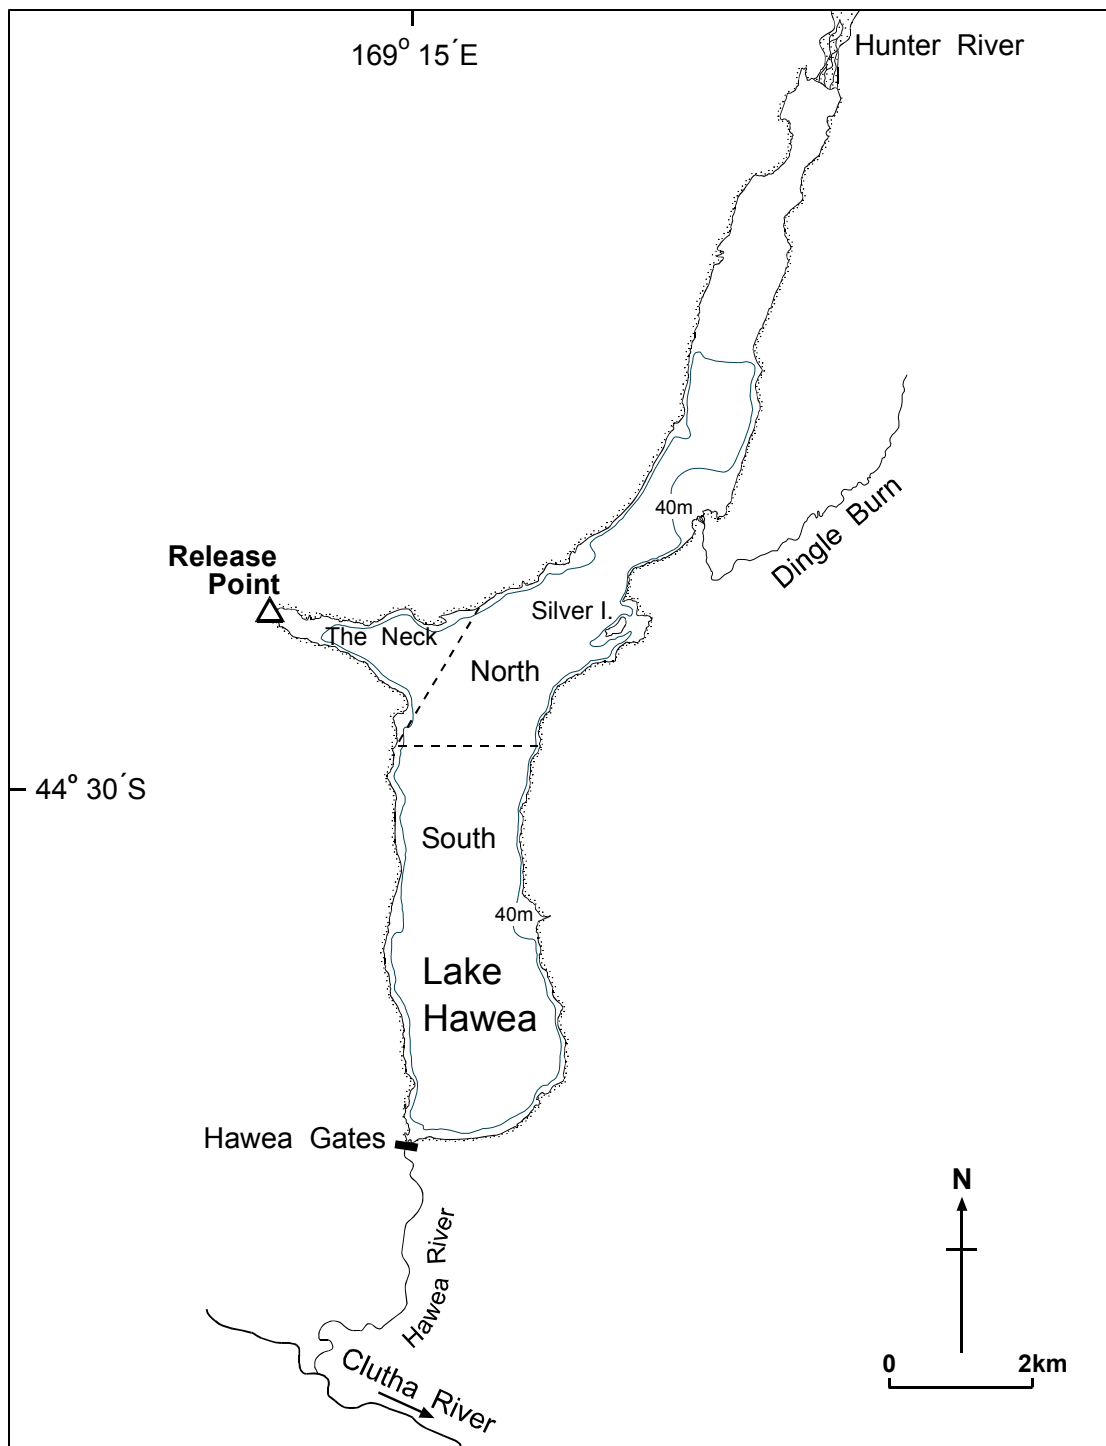 169° 15´E
Hunter River
40m
Dingle Burn
Release
Point
Silver I.
The Neck
North
44° 30´S
South
40m
Lake
Hawea
Hawea Gates
N
Hawea River
0 2km
Clutha River